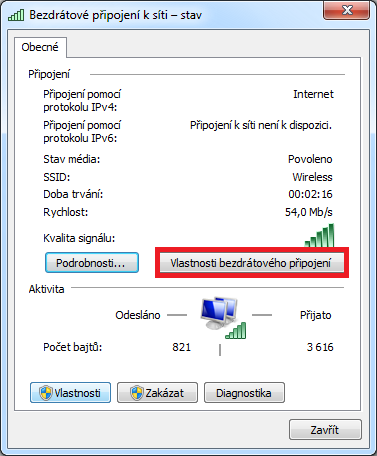 Bezdrátové připojení k síti – stav
Obecné
Připojení
Připojení pomocí
protokolu IPv4:
Internet
Připojení pomocí
protokolu IPv6:
Připojení k síti není k dispozici.
Stav média: Povoleno
SSID: Wireless
Doba trvání: 00:02:16
Rychlost: 54,0 Mb/s
Kvalita signálu:
Podrobnosti... Vlastnosti bezdrátového připojení
Aktivita
Odesláno Přijato
Počet bajtů: 821 3 616
Vlastnosti Zakázat Diagnostika
Zavřít